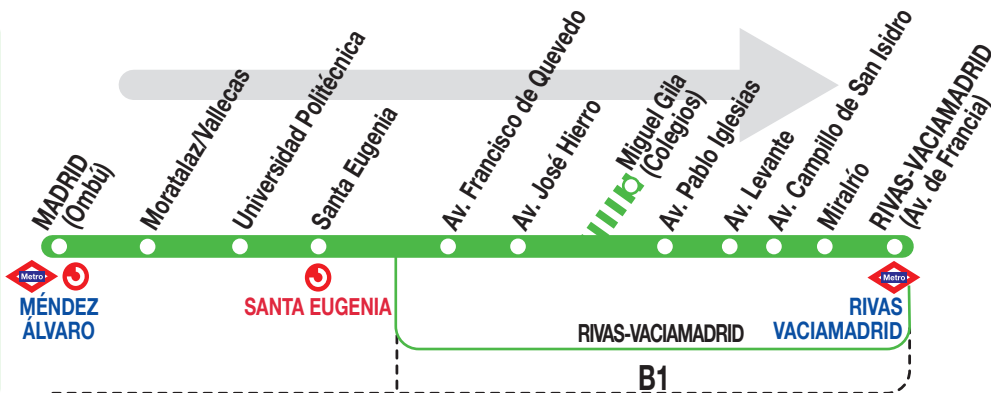 MADRID
(Ombú)
Moratalaz/Vallecas
Universidad Politécnica
Santa Eugenia
Av. Francisco de Quevedo
Av. José Hierro
Miguel Gila
(Colegios)
Av. Pablo Iglesias
Av. Levante
Av. Campillo de San Isidro
Miralrío
RIVAS-VACIAMADRID
(Av. de Francia)
Metro
MÉNDEZ
ÁLVARO
SANTA EUGENIA
Metro
RIVAS
VACIAMADRID
RIVAS-VACIAMADRID
B1